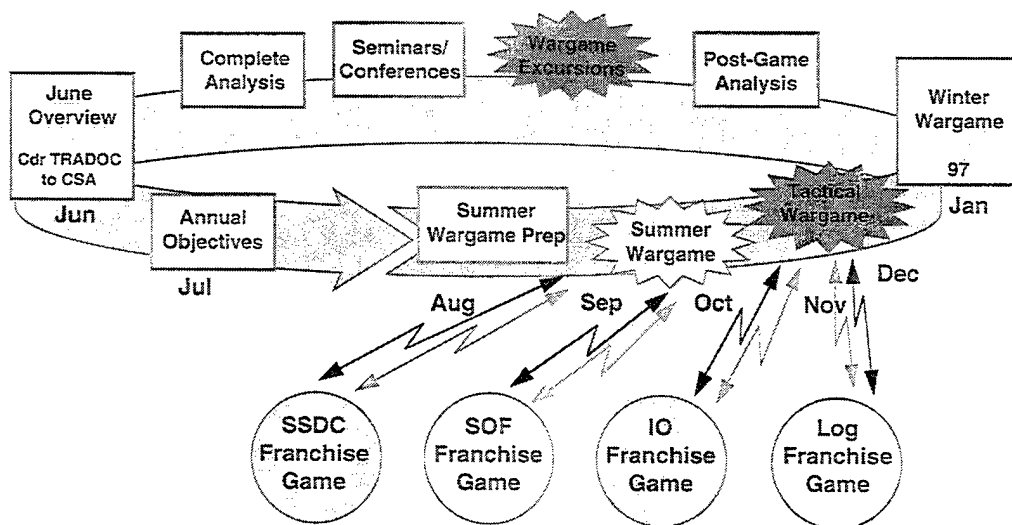 Complete
Analysis
Seminars/
Conferences
Wargame
Excursions
Post-Game
Analysis
June
Overview
Cdr TRADOC
to CSA
Winter
Wargame
97
Jun
Annual
Objectives
Jul
Summer
Wargame Prep
Summer
Wargame
Tactical
Wargame
Jan
Aug
Sep
Oct
Nov
Dec
SSDC
Franchise
Game
SOF
Franchise
Game
IO
Franchise
Game
Log
Franchise
Game